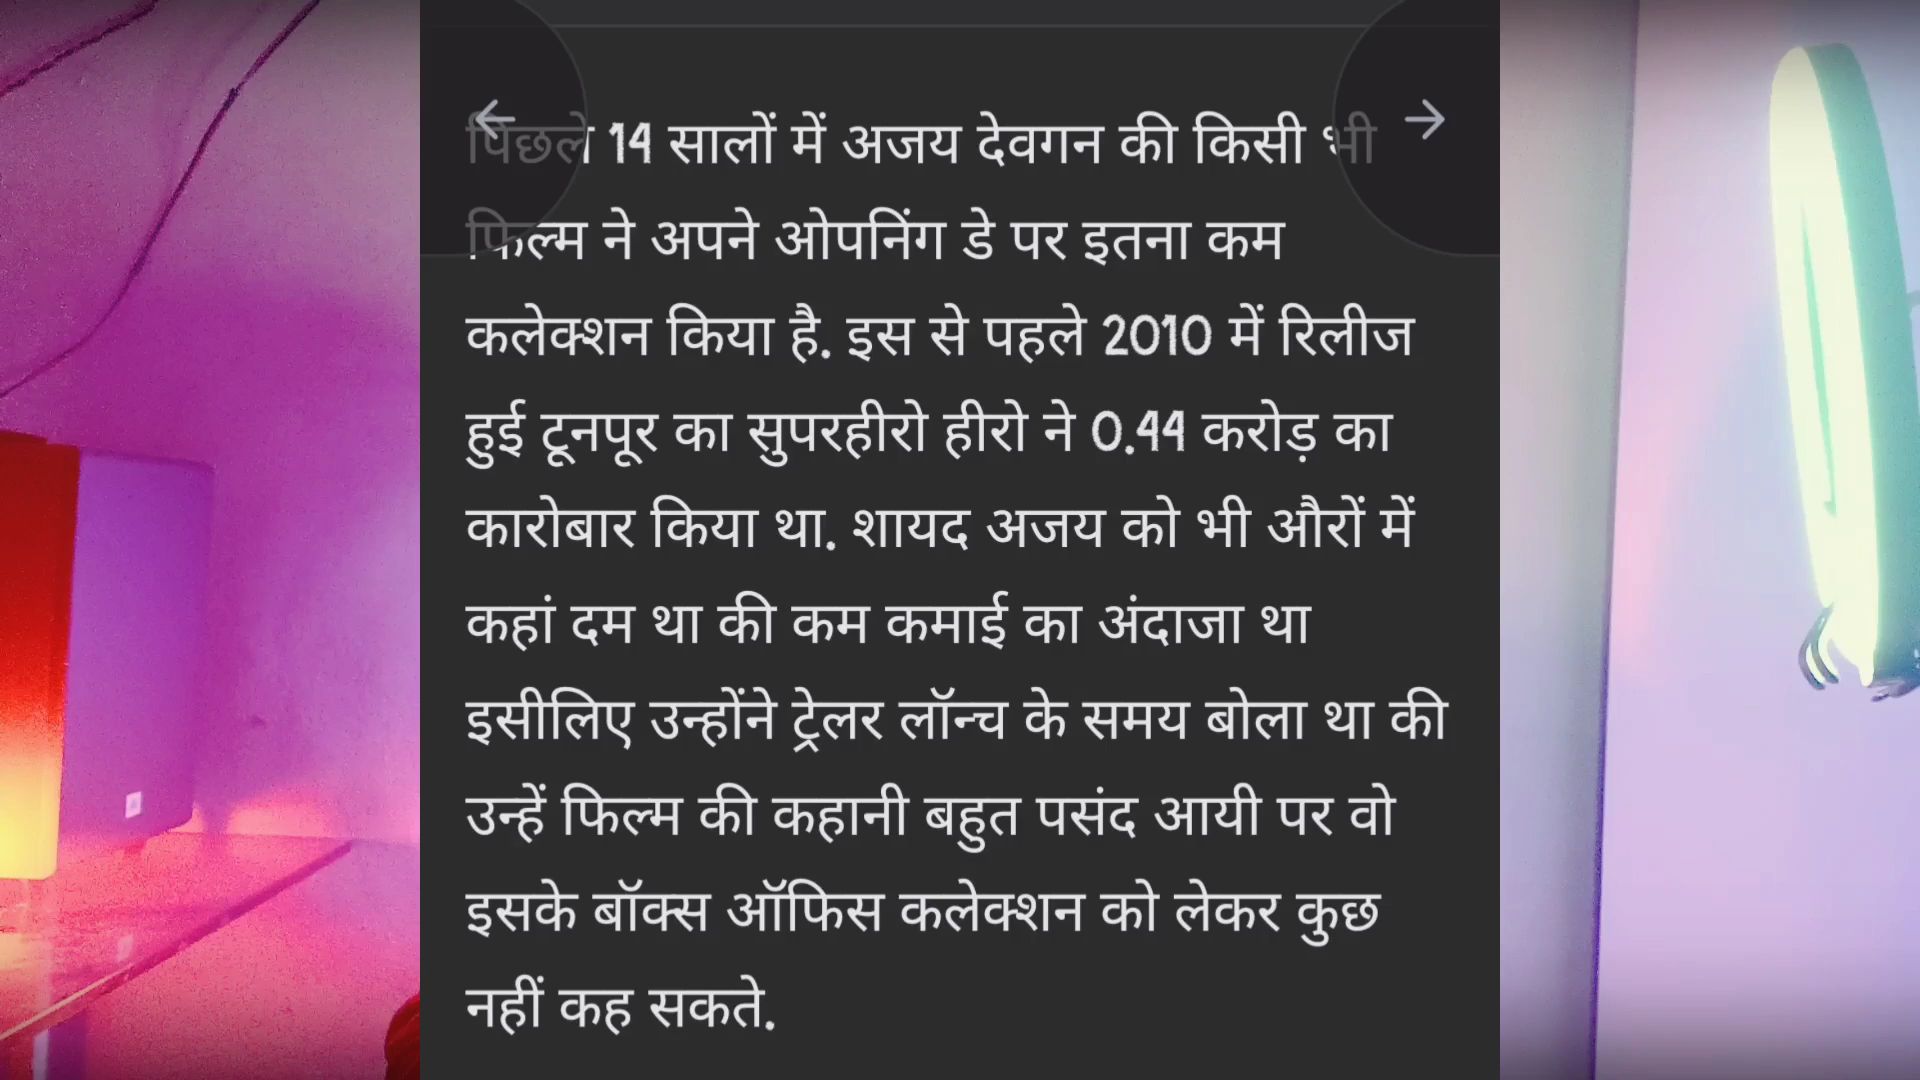 पिछले 14 सालों में अजय देवगन की किसी भी
फिल्म ने अपने ओपनिंग डे पर इतना कम
कलेक्शन किया है. इस से पहले 2010 में रिलीज
हुई टूनपूर का सुपरहीरो हीरो ने 0.44 करोड़ का
कारोबार किया था. शायद अजय को भी औरों में
कहां दम था की कम कमाई का अंदाजा था
इसीलिए उन्होंने ट्रेलर लॉन्च के समय बोला था की
उन्हें फिल्म की कहानी बहुत पसंद आयी पर वो
इसके बॉक्स ऑफिस कलेक्शन को लेकर कुछ
नहीं कह सकते.